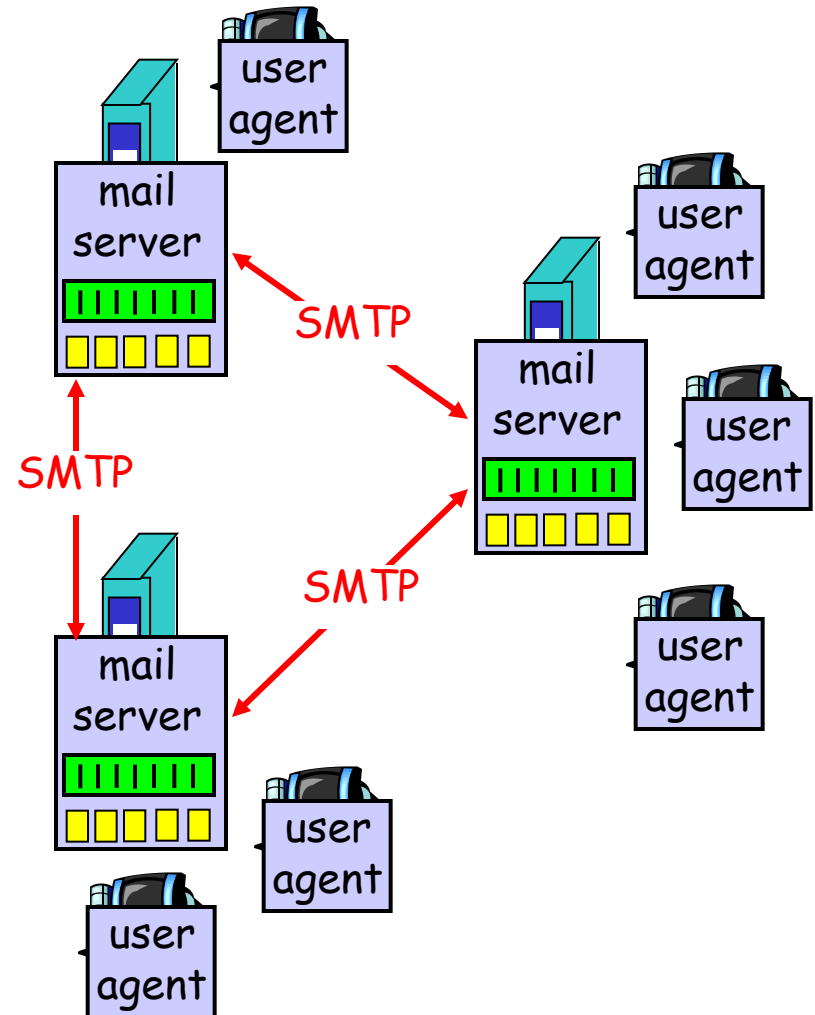 user
agent
mail
server
user
agent
SMTP
mail
server
user
agent
SMTP
SMTP
user
agent
mail
server
user
agent
user
agent